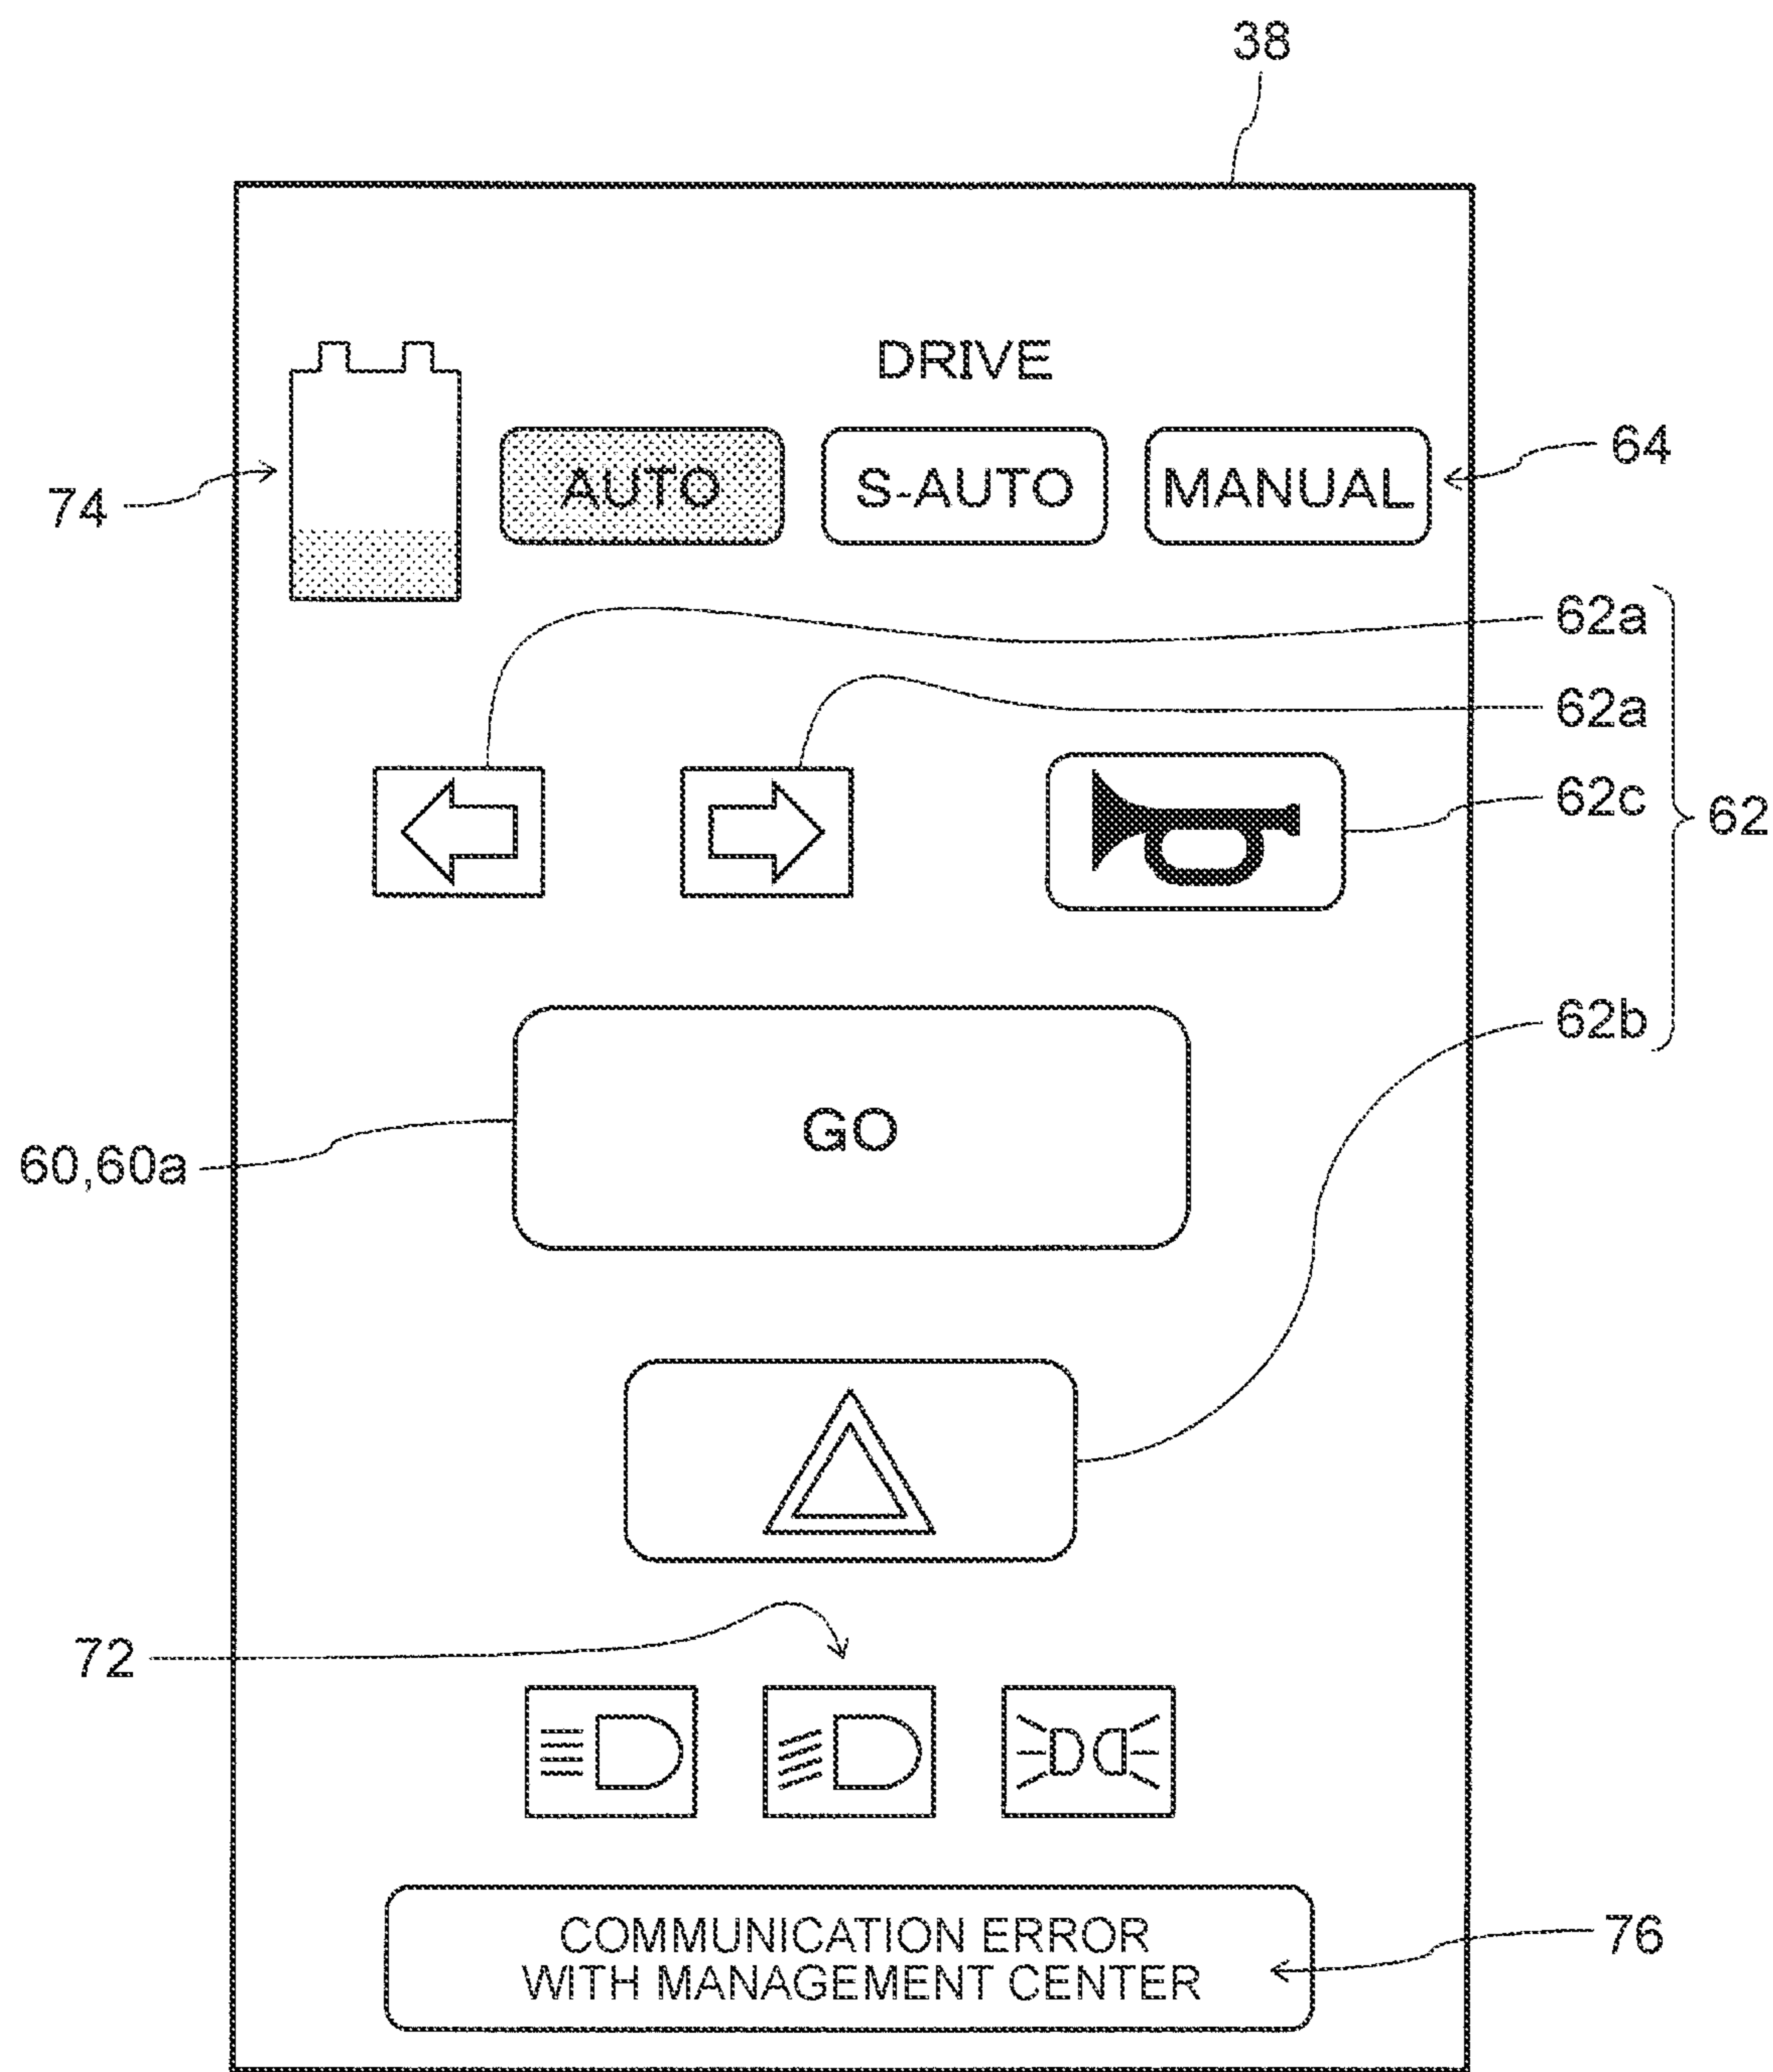 38
DRIVE
AUTO S-AUTO MANUAL
64
74
62a
62a
62c
62
62b
GO
60,60a
72
COMMUNICATION ERROR
WITH MANAGEMENT CENTER
76